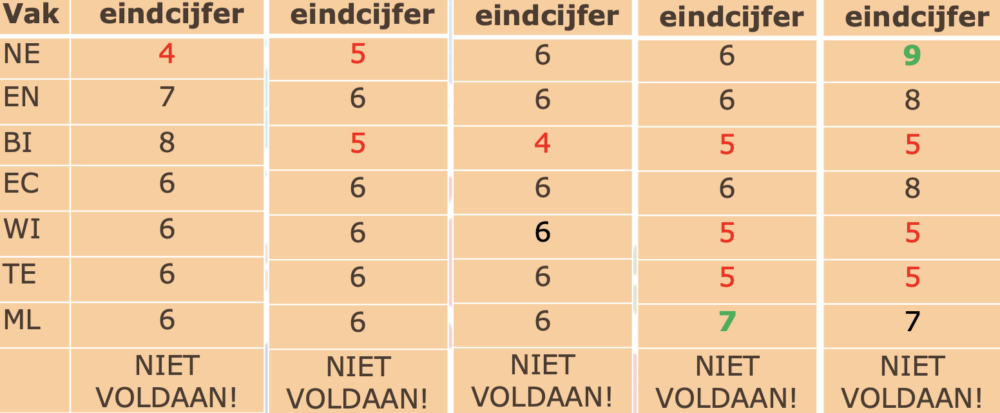 Vak eindcijfer eindcijfer eindcijfer eindcijfer eindcijfer
NE 4 5 6 6 9
EN 7 6 6 6 8
BI 8 5 4 5 5
EC 6 6 6 6 8
WI 6 6 6 5 5
TE 6 6 6 5 5
ML 6 6 6 7 7
NIET NIET NIET NIET NIET
VOLDAAN! VOLDAAN! VOLDAAN! VOLDAAN! VOLDAAN!